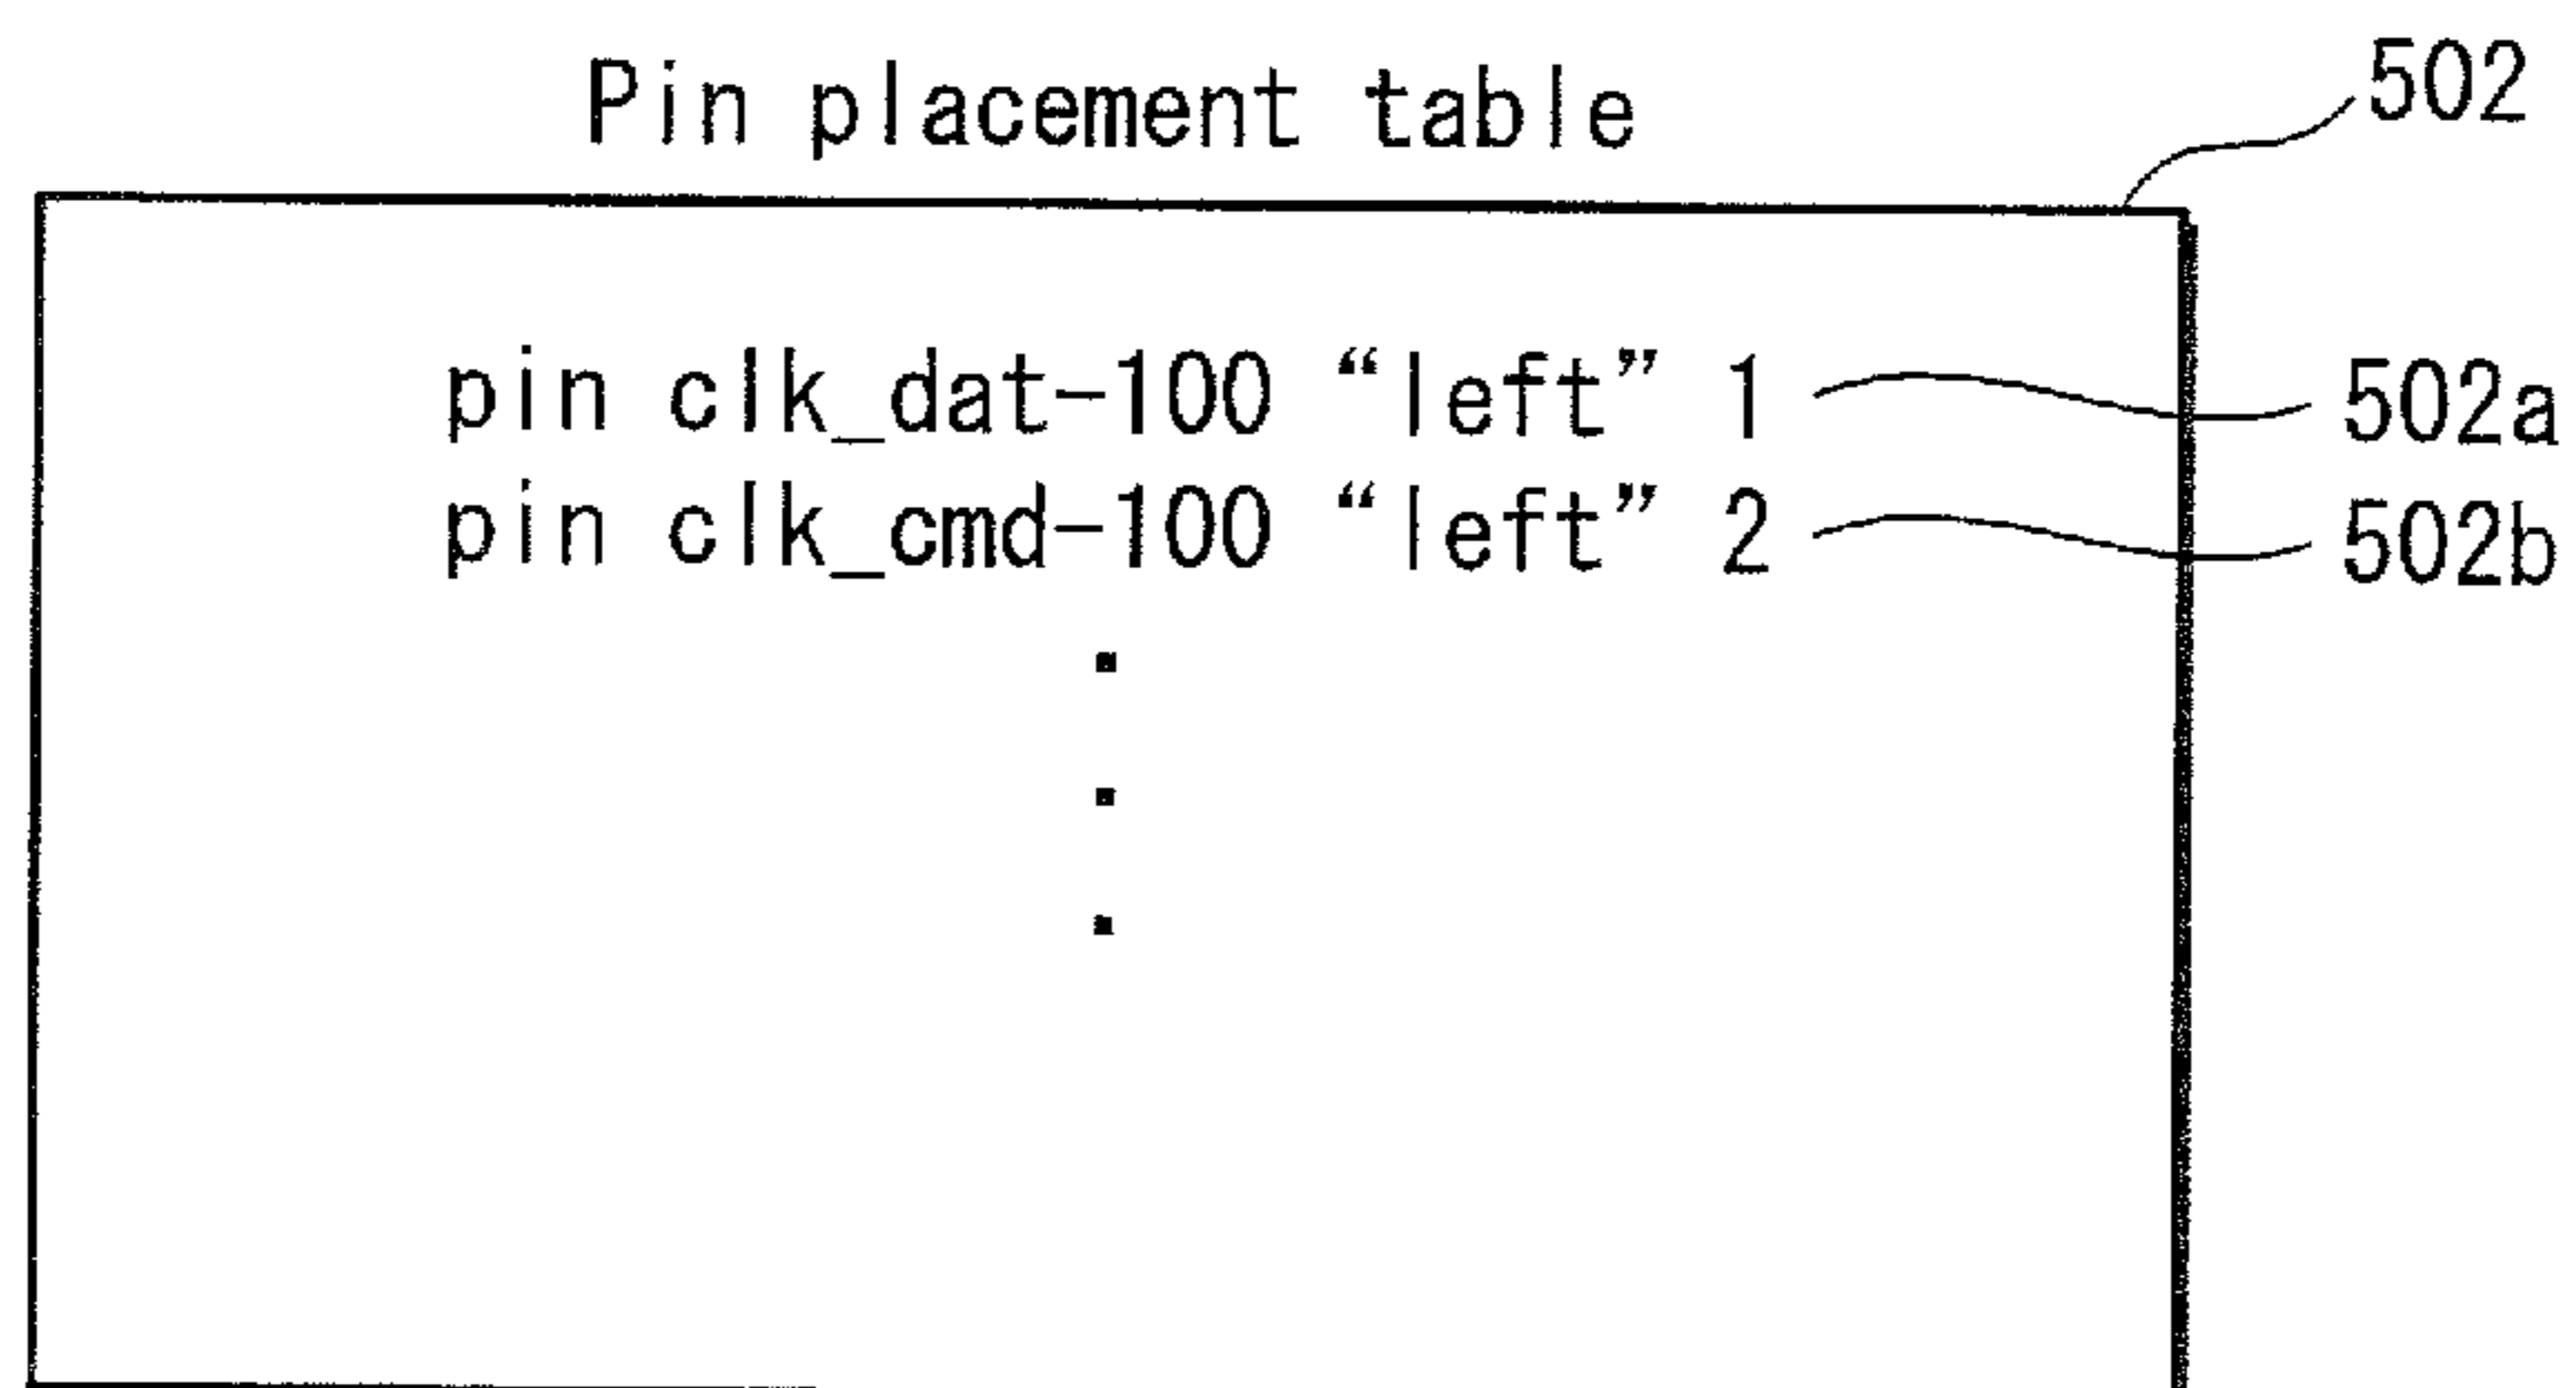 Pin placement table
502
pin clk_dat-100 “left” 1 502a
pin clk_cmd-100 “left” 2 502b